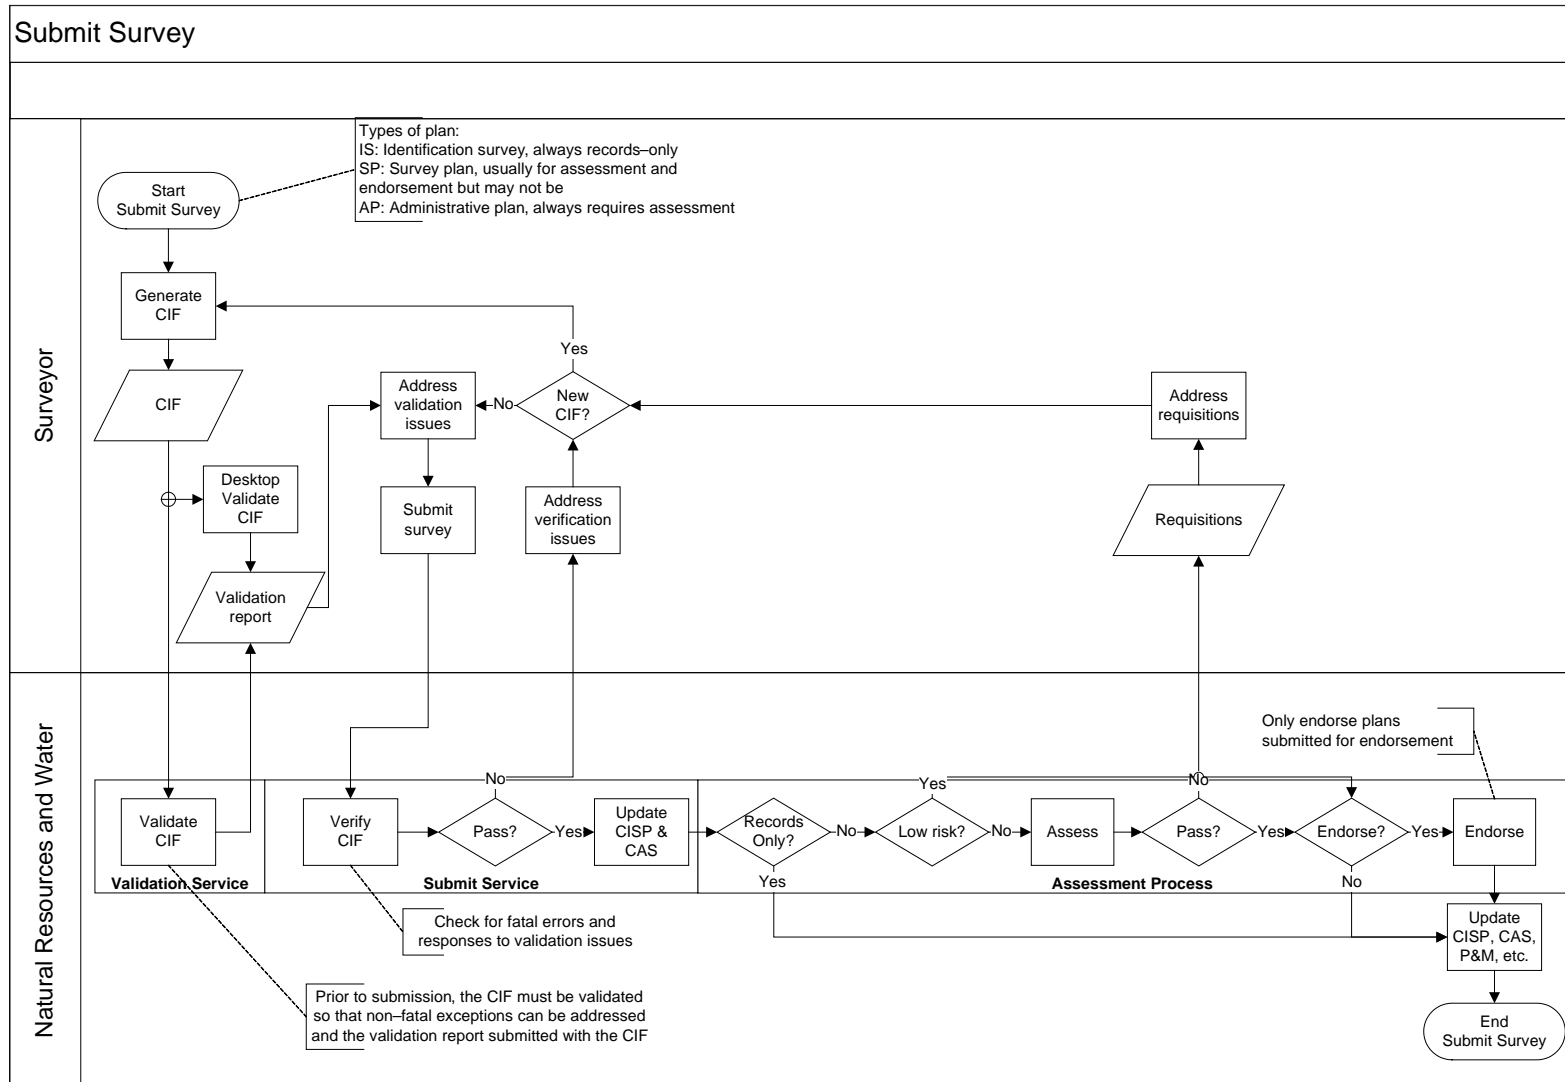 Submit Survey
Types of plan:
IS: Identification survey, always records–only
SP: Survey plan, usually for assessment and
endorsement but may not be
AP: Administrative plan, always requires assessment
Start
Submit Survey
Surveyor
Generate
CIF
Yes
CIF
Address
validation
issues
No
New
CIF?
Address
requisitions
Desktop
Validate
CIF
Submit
survey
Address
verification
issues
Requisitions
Validation
report
Natural Resources and Water
Only endorse plans
submitted for endorsement
Validate
CIF
Validation Service
Verify
CIF
Pass?
No
Yes
Update
CISP &
CAS
Submit Service
Records
Only?
No
Yes
Low risk?
Yes
No
Assess
Pass?
No
Yes
Endorse?
Yes
No
Endorse
Assessment Process
Check for fatal errors and
responses to validation issues
Update
CISP, CAS,
P&M, etc.
Prior to submission, the CIF must be validated
so that non–fatal exceptions can be addressed
and the validation report submitted with the CIF
End
Submit Survey